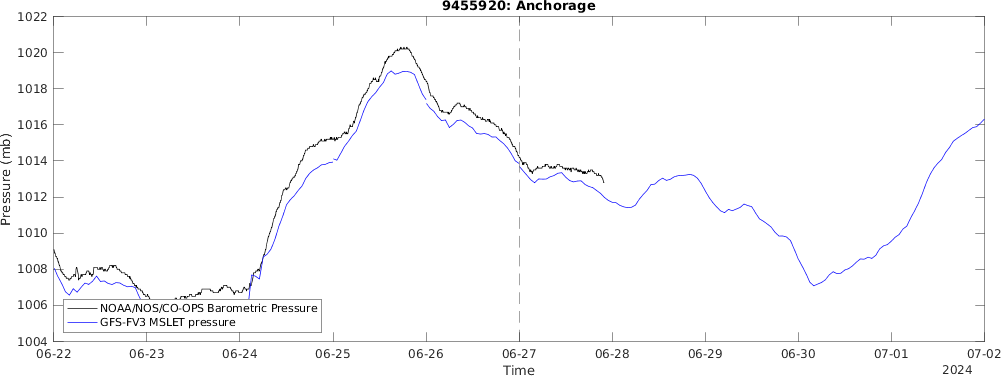 9455920: Anchorage
1022
1020
1018
1016
1014
1012
1010
1008
1006
1004
Pressure (mb)
NOAA/NOS/CO-OPS Barometric Pressure
GFS-FV3 MSLET pressure
06-22 06-23 06-24 06-25 06-26 06-27 06-28 06-29 06-30 07-01 07-02
Time
2024